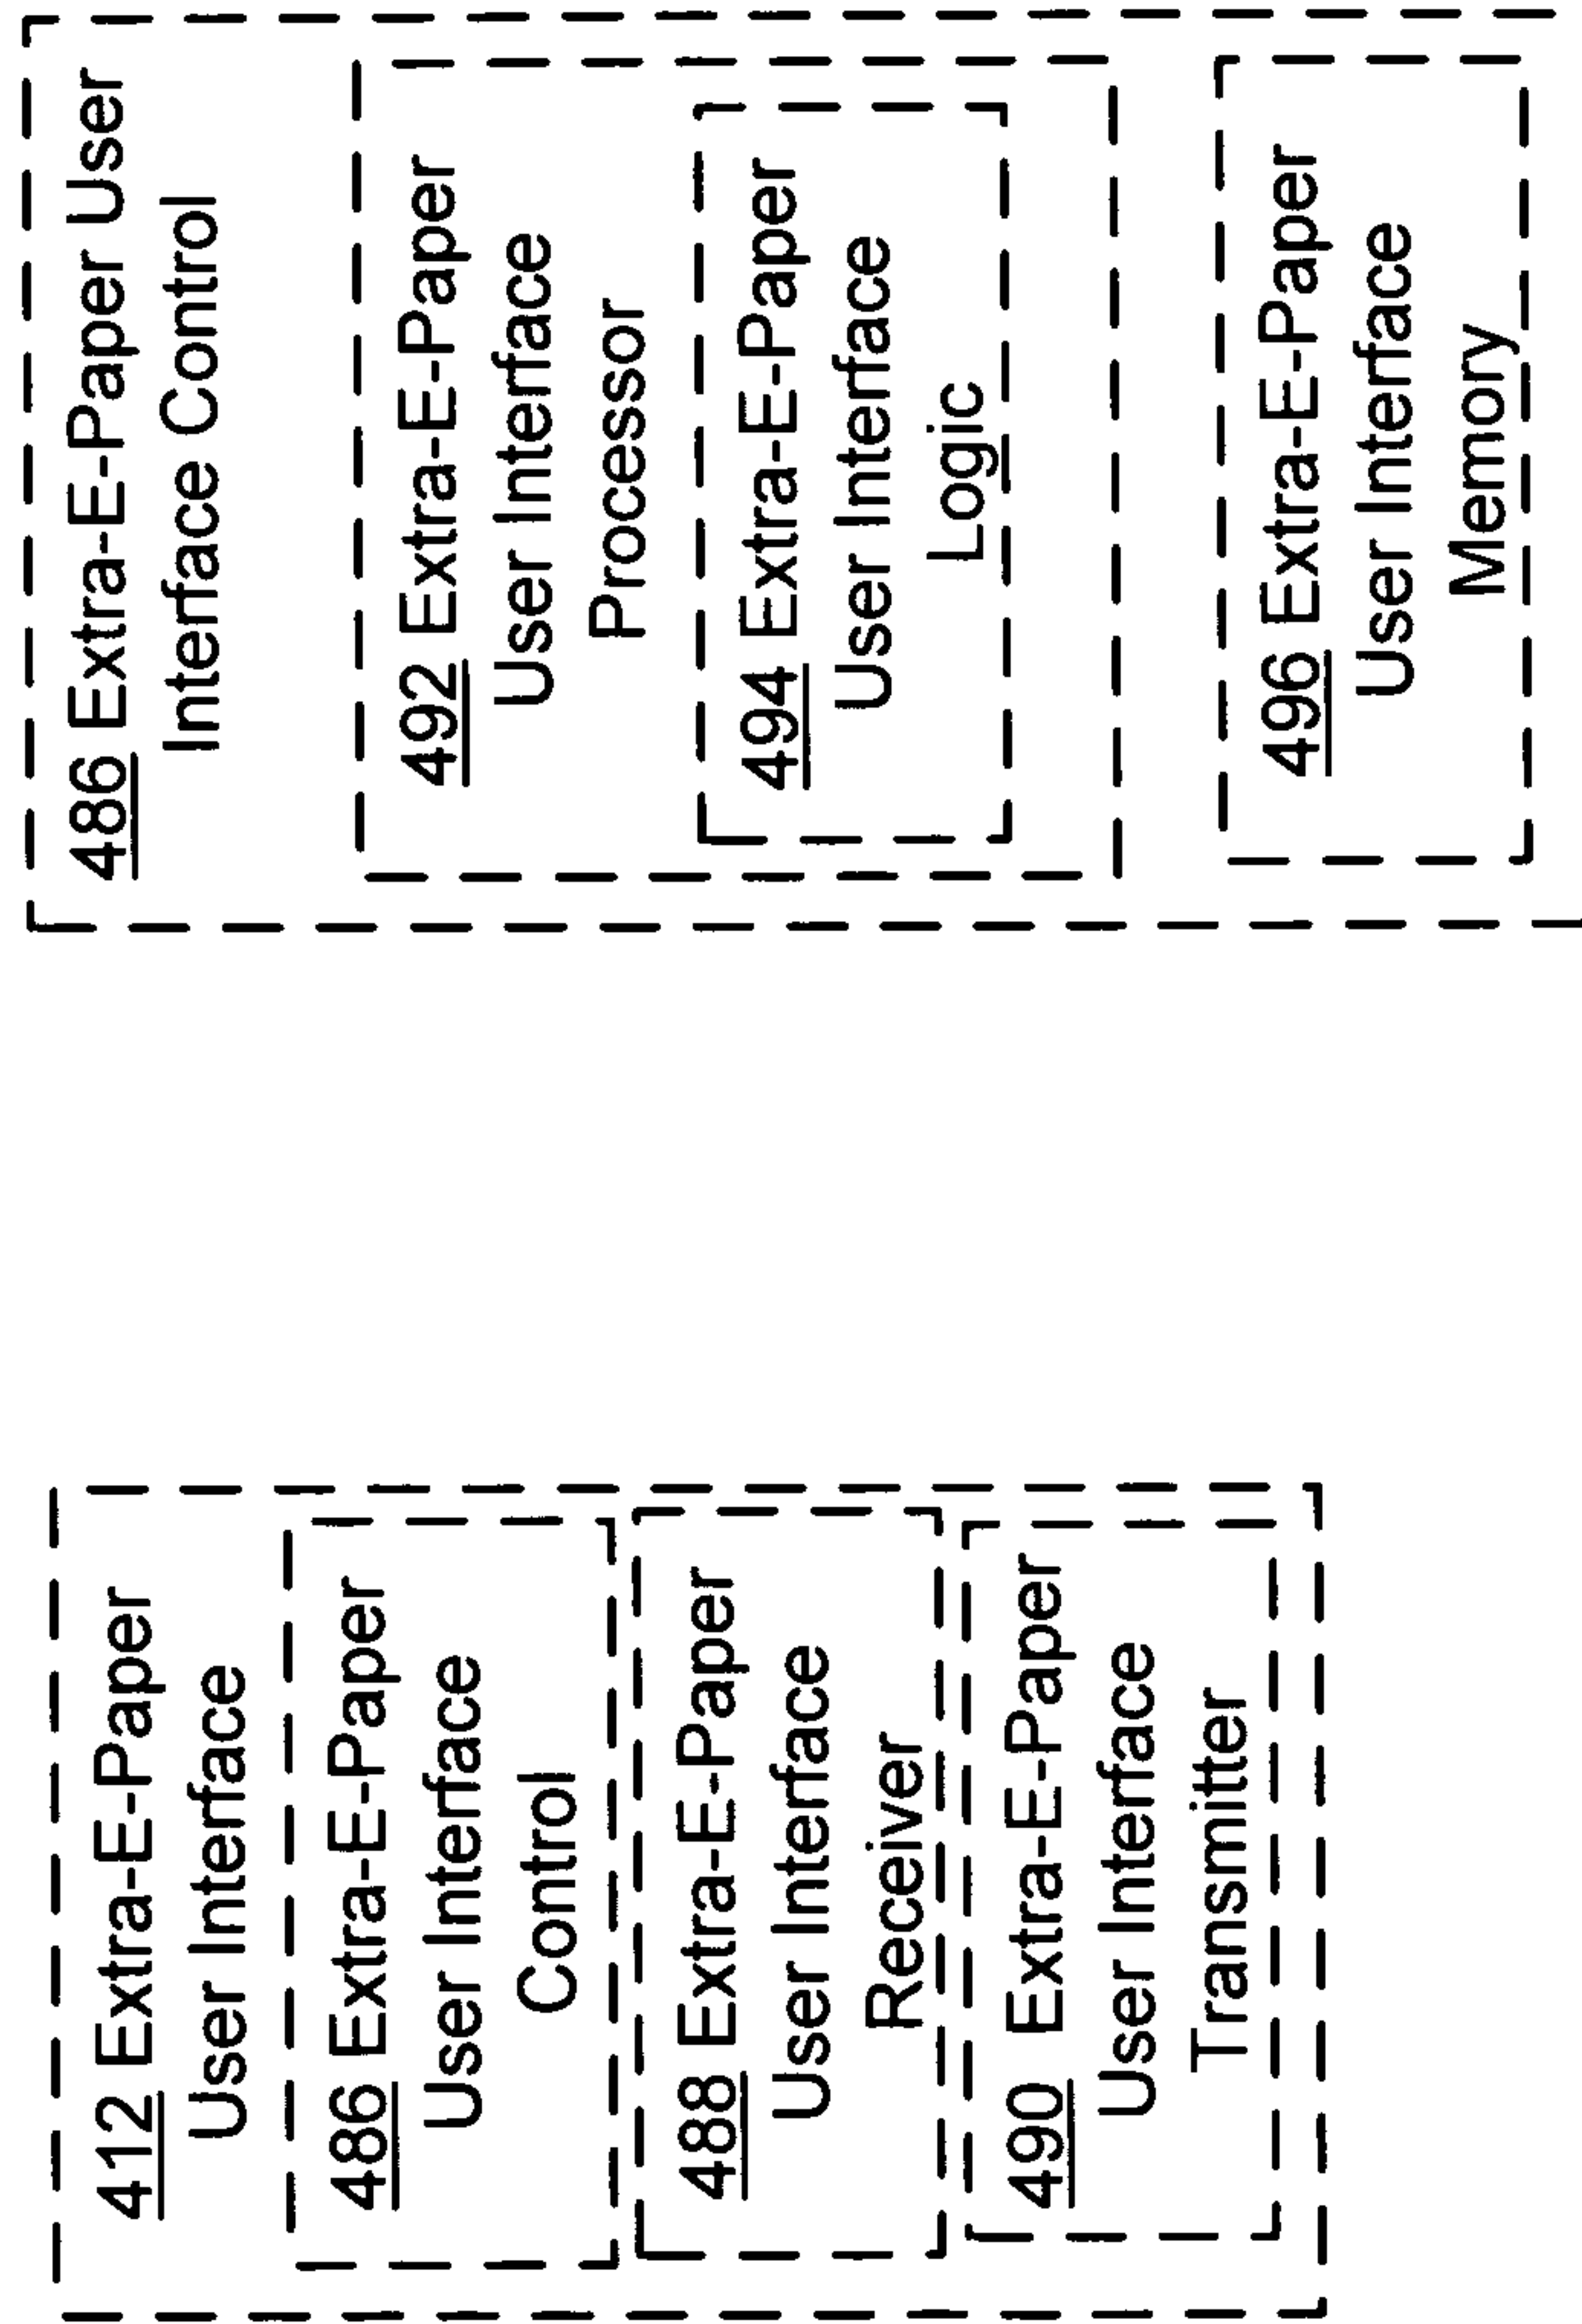 412 Extra-E-Paper
User Interface
486 Extra-E-Paper
User Interface
Control
488 Extra-E-Paper
User Interface
Receiver
490 Extra-E-Paper
User Interface
Transmitter
486 Extra-E-Paper User
Interface Control
492 Extra-E-Paper
User Interface
Processor
494 Extra-E-Paper
User Interface
Logic
496 Extra-E-Paper
User Interface
Memory